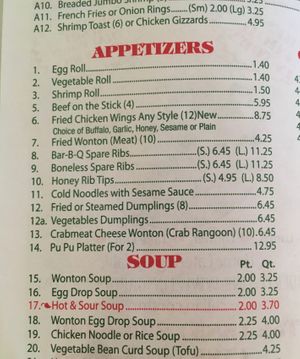 A10. Breaded Jumbo Shrimp
A11. French Fries or Onion Rings......(Sm) 2.00 (Lg) 3.25
A12. Shrimp Toast (6) or Chicken Gizzards..............4.95
APPETIZERS
1. Egg Roll..............1.40
2. Vegetable Roll..............1.40
3. Shrimp Roll..............1.50
5. Beef on the Stick (4)..............5.95
6. Fried Chicken Wings Any Style (12)New..............8.75
Choice of Buffalo, Garlic, Honey, Sesame or Plain
7. Fried Wonton (Meat) (10)..............4.25
8. Bar-B-Q Spare Ribs..............(S.) 6.45 (L.) 11.25
9. Boneless Spare Ribs..............(S.) 6.45 (L.) 11.25
10. Honey Rib Tips..............(S.) 4.95 (L.) 8.50
11. Cold Noodles with Sesame Sauce..............4.75
12. Fried or Steamed Dumplings (8)..............6.45
12a. Vegetables Dumplings..............6.45
13. Crabmeat Cheese Wonton (Crab Rangoon) (10).6.45
14. Pu Pu Platter (For 2)..............12.95
SOUP
Pt. Qt.
15. Wonton Soup..............2.00 3.25
16. Egg Drop Soup..............2.00 3.25
17. Hot & Sour Soup..............2.00 3.70
18. Wonton Egg Drop Soup..............2.25 4.00
19. Chicken Noodle or Rice Soup..............2.25 4.00
20. Vegetable Bean Curd Soup (Tofu)..............2.25 4.00